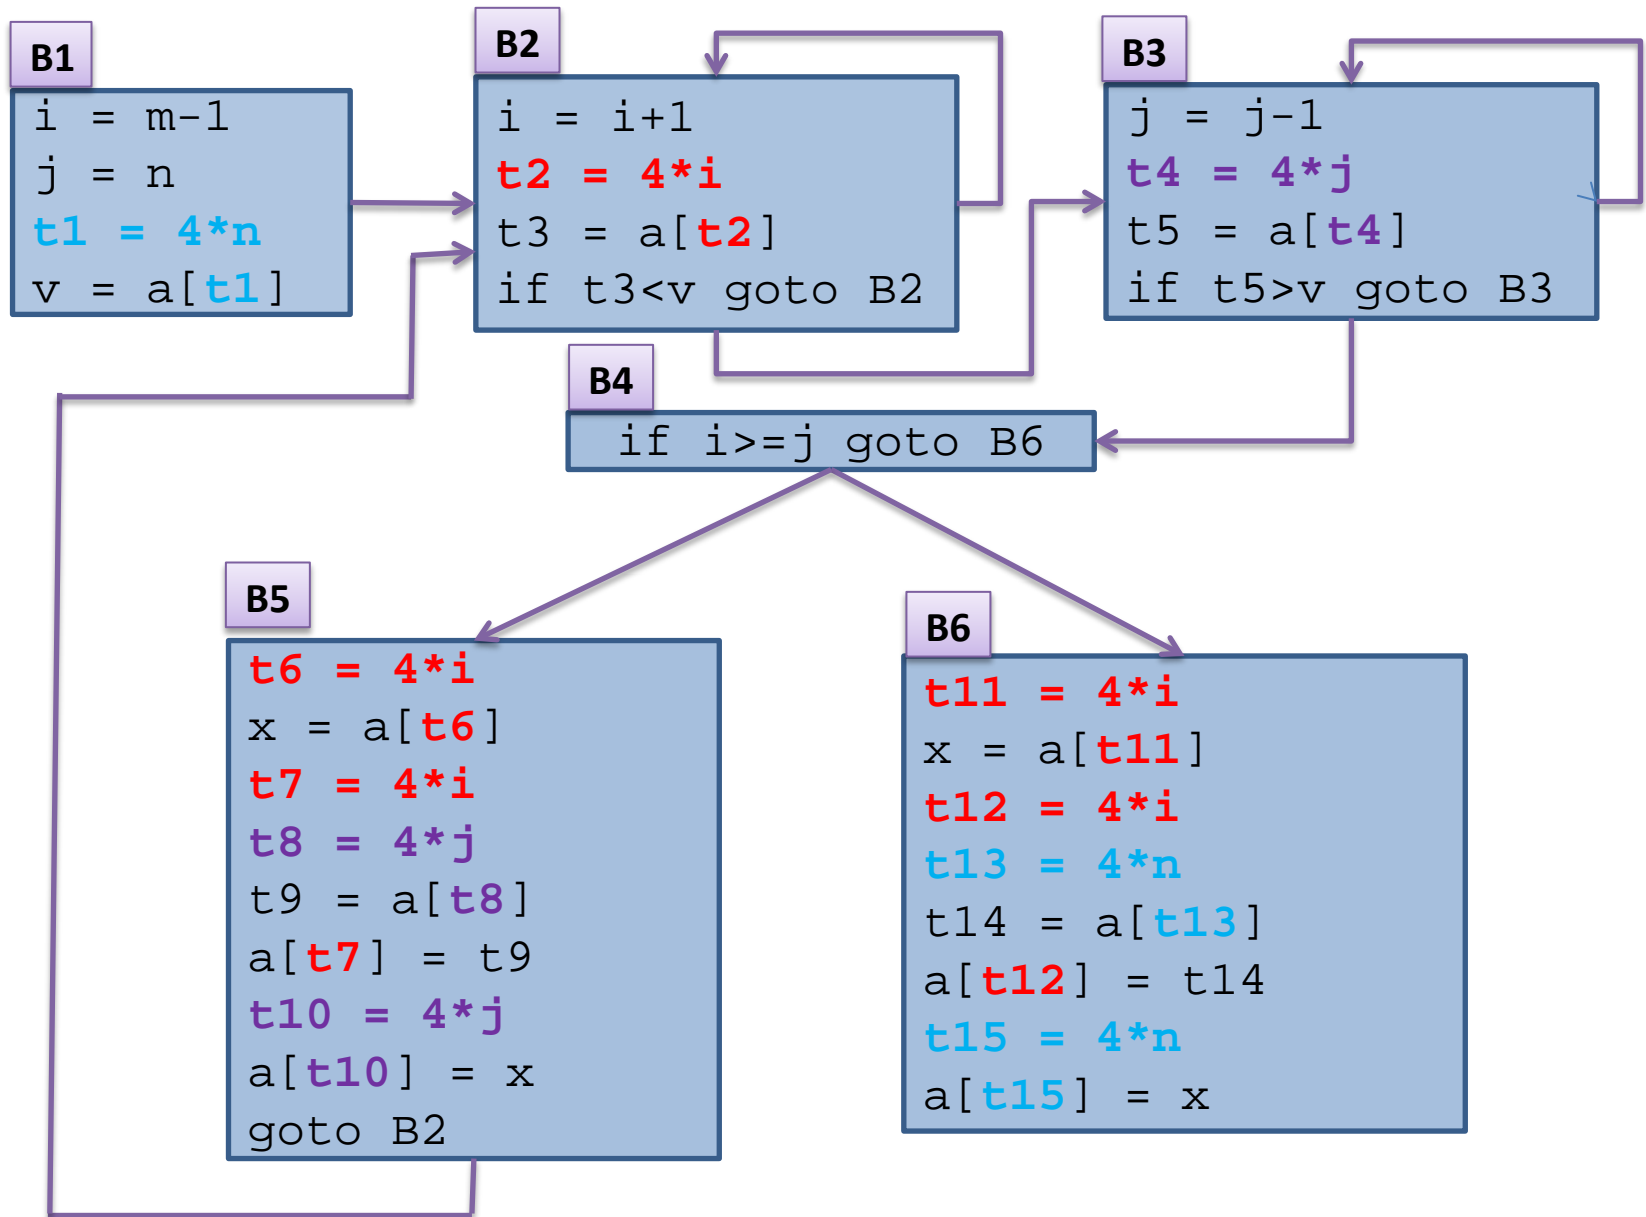 B1
i = m-1
j = n
t1 = 4*n
v = a[t1]
B2
i = i+1
t2 = 4*i
t3 = a[t2]
if t3<v goto B2
B3
j = j-1
t4 = 4*j
t5 = a[t4]
if t5>v goto B3
B4
if i>=j goto B6
B5
t6 = 4*i
x = a[t6]
t7 = 4*i
t8 = 4*j
t9 = a[t8]
a[t7] = t9
t10 = 4*j
a[t10] = x
goto B2
B6
t11 = 4*i
x = a[t11]
t12 = 4*i
t13 = 4*n
t14 = a[t13]
a[t12] = t14
t15 = 4*n
a[t15] = x